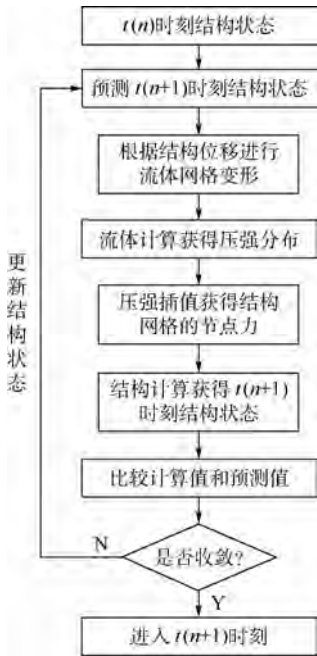 t(n)时刻结构状态
预测t(n+1)时刻结构状态
根据结构位移进行
流体网格变形
流体计算获得压强分布
压强插值获得结构
网格的节点力
结构计算获得t(n+1)
时刻结构状态
比较计算值和预测值
是否收敛?
N
Y
进入t(n+1)时刻
更新结构状态